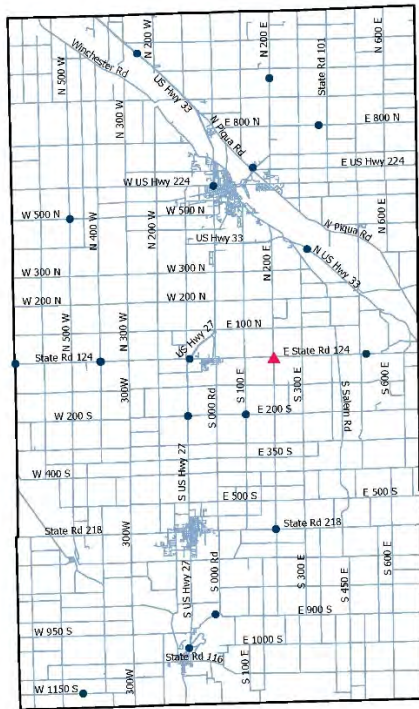 N 200 W
N 200 E
State Rd 101
N 600 E
Winchester Rd
N 500 W
US Hwy 33
N 300 W
N Piqua Rd
E 800 N
E 800 N
E US Hwy 224
W US Hwy 224
W 500 N
W 500 N
N 400 W
N 600 E
N Piqua Rd
US Hwy 33
N 200 E
N US Hwy 33
W 300 N
W 300 N
W 200 N
W 200 N
N 500 W
N 300 W
E 100 N
US Hwy 27
State Rd 124
E State Rd 124
300W
S 000 Rd
S 100 E
S 300 E
S Salem Rd
S 600 E
W 200 S
E 200 S
S US Hwy 27
E 350 S
W 400 S
E 500 S
E 500 S
State Rd 218
State Rd 218
300W
S US Hwy 27
S 000 Rd
S 300 E
S 450 E
S 600 E
E 900 S
W 950 S
E 1000 S
State Rd 116
S 100 E
300W
W 1150 S